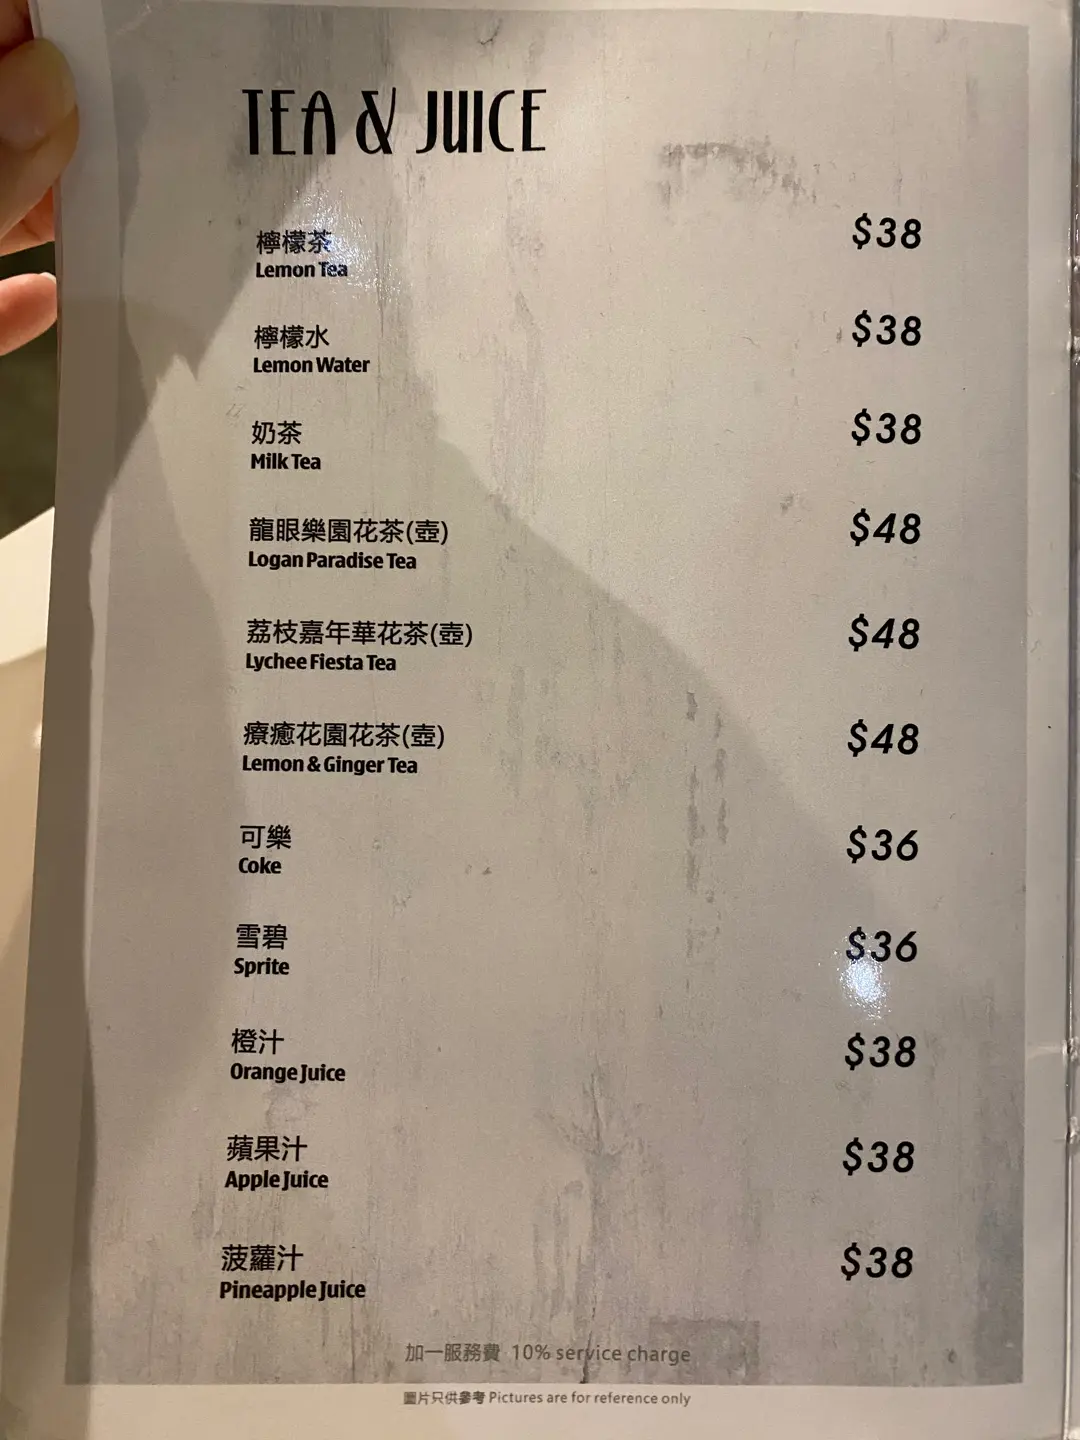 TEA & JUICE
檸檬茶 $38
Lemon Tea
檸檬水 $38
Lemon Water
奶茶 $38
Milk Tea
龍眼樂園花茶(壺) $48
Logan Paradise Tea
荔枝嘉年華花茶(壺) $48
Lychee Fiesta Tea
療癒花園花茶(壺) $48
Lemon & Ginger Tea
可樂 $36
Coke
雪碧 $36
Sprite
橙汁 $38
Orange Juice
蘋果汁 $38
Apple Juice
菠蘿汁 $38
Pineapple Juice
加一服務費 10% service charge
圖片只供參考 Pictures are for reference only